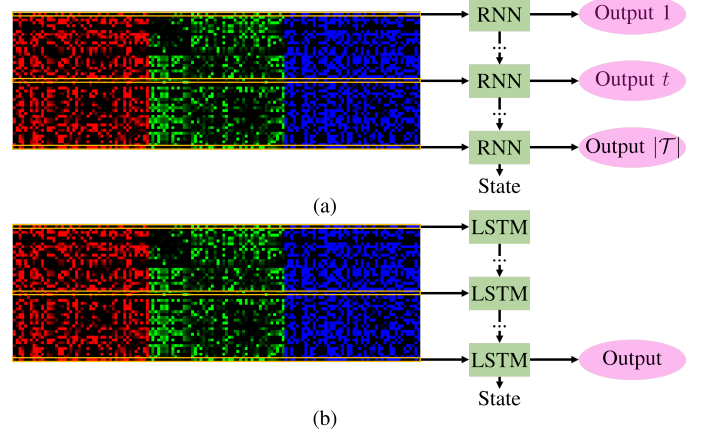 RNN Output 1
...
RNN Output t
...
RNN Output |𝒯|
State
(a)
LSTM
...
LSTM
...
LSTM Output
State
(b)